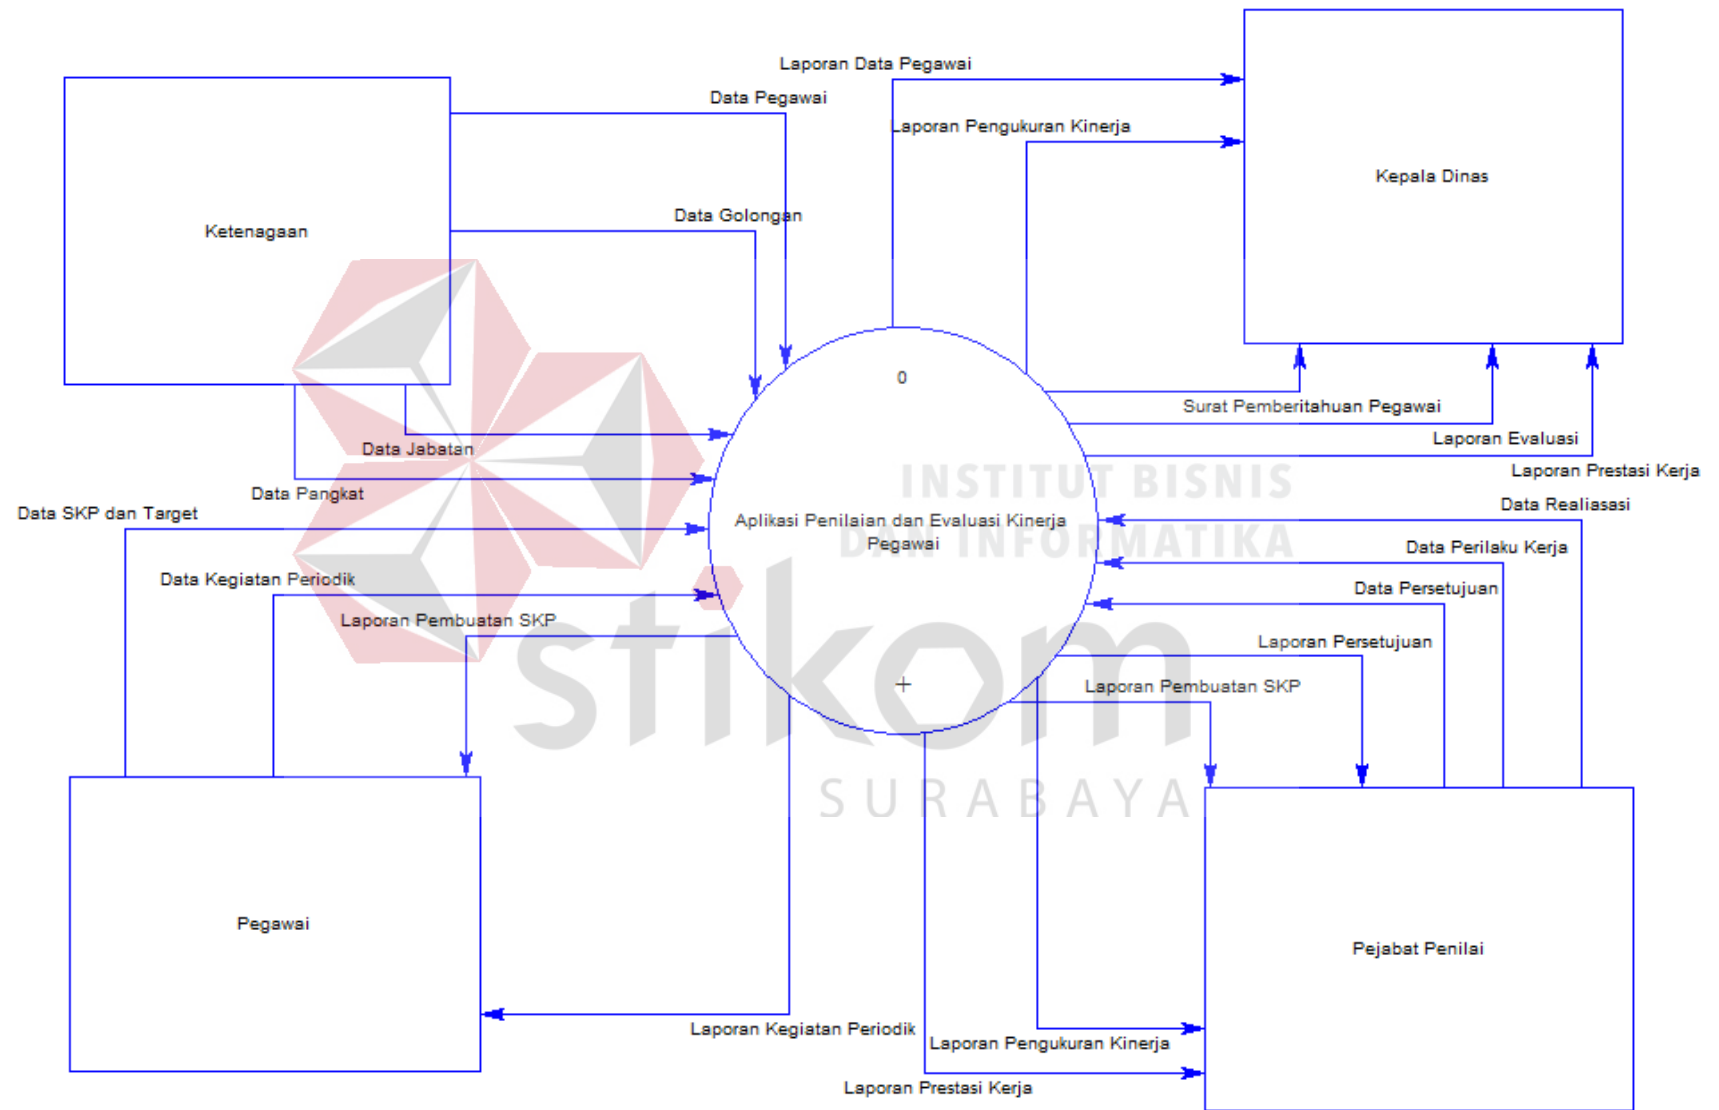 Laporan Data Pegawai
Data Pegawai
Laporan Pengukuran Kinerja
Kepala Dinas
Data Golongan
Ketenagaan
0
Surat Pemberitahuan Pegawai
Laporan Evaluasi
Data Jabatan
Laporan Prestasi Kerja
INSTITUT BISNIS
Data Pangkat
Data Realiasasi
Data SKP dan Target
Aplikasi Penilaian dan Evaluasi Kinerja
Pegawai
DAN INFORMATIKA
Data Perilaku Kerja
Data Kegiatan Periodik
Data Persetujuan
Laporan Pembuatan SKP
Laporan Persetujuan
stikom
Laporan Pembuatan SKP
SURABAYA
Pegawai
Pejabat Penilai
Laporan Kegiatan Periodik
Laporan Pengukuran Kinerja
Laporan Prestasi Kerja